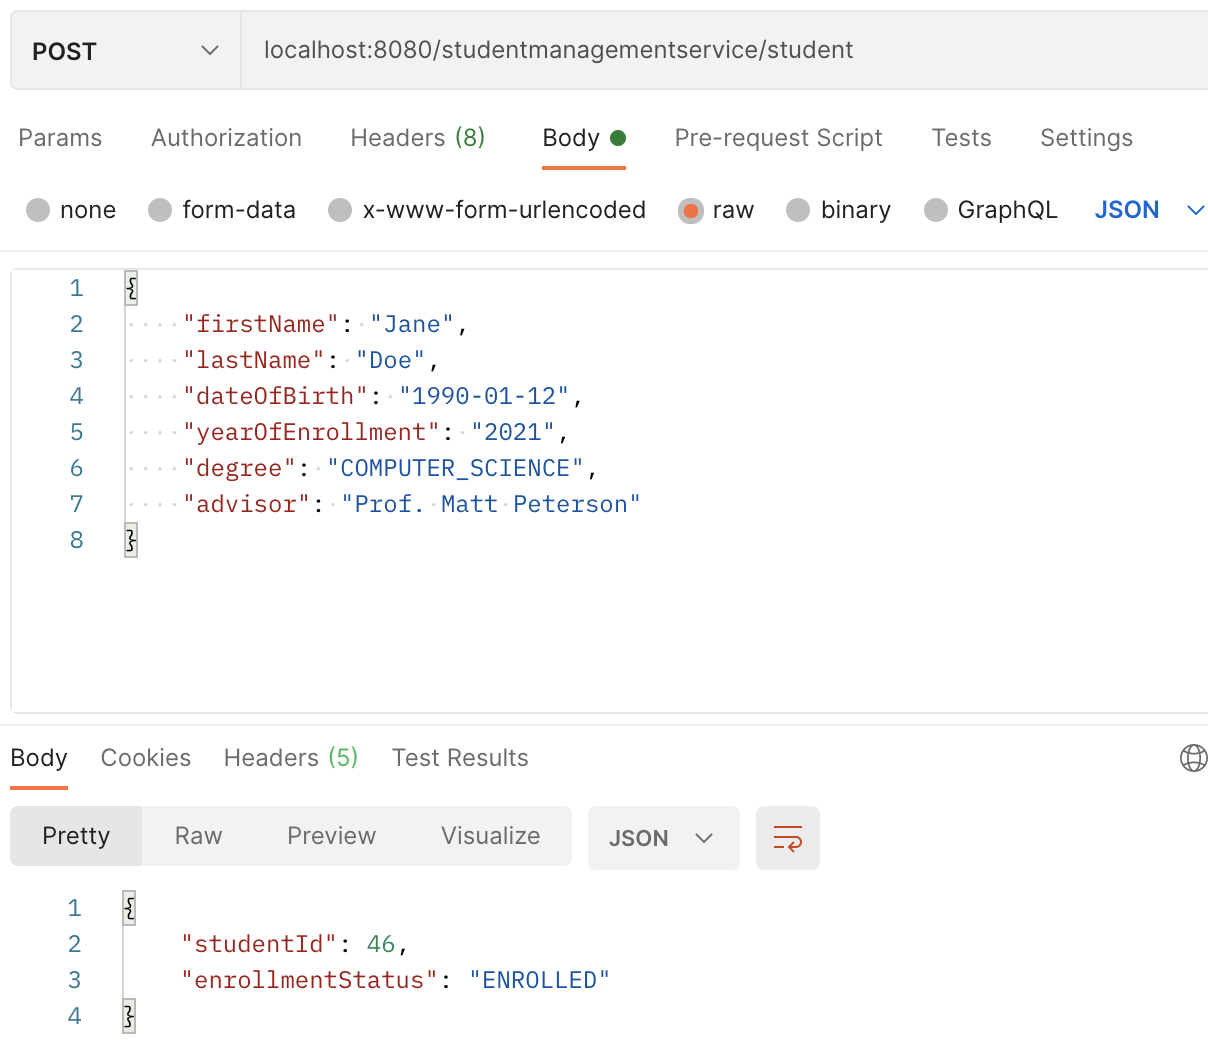 POST localhost:8080/studentmanagementservice/student
Params Authorization Headers (8) Body Pre-request Script Tests Settings
none form-data x-www-form-urlencoded raw binary GraphQL JSON
1 {
2 "firstName": "Jane",
3 "lastName": "Doe",
4 "dateOfBirth": "1990-01-12",
5 "yearOfEnrollment": "2021",
6 "degree": "COMPUTER_SCIENCE",
7 "advisor": "Prof. Matt Peterson"
8 }
Body Cookies Headers (5) Test Results
Pretty Raw Preview Visualize JSON
1 {
2 "studentId": 46,
3 "enrollmentStatus": "ENROLLED"
4 }